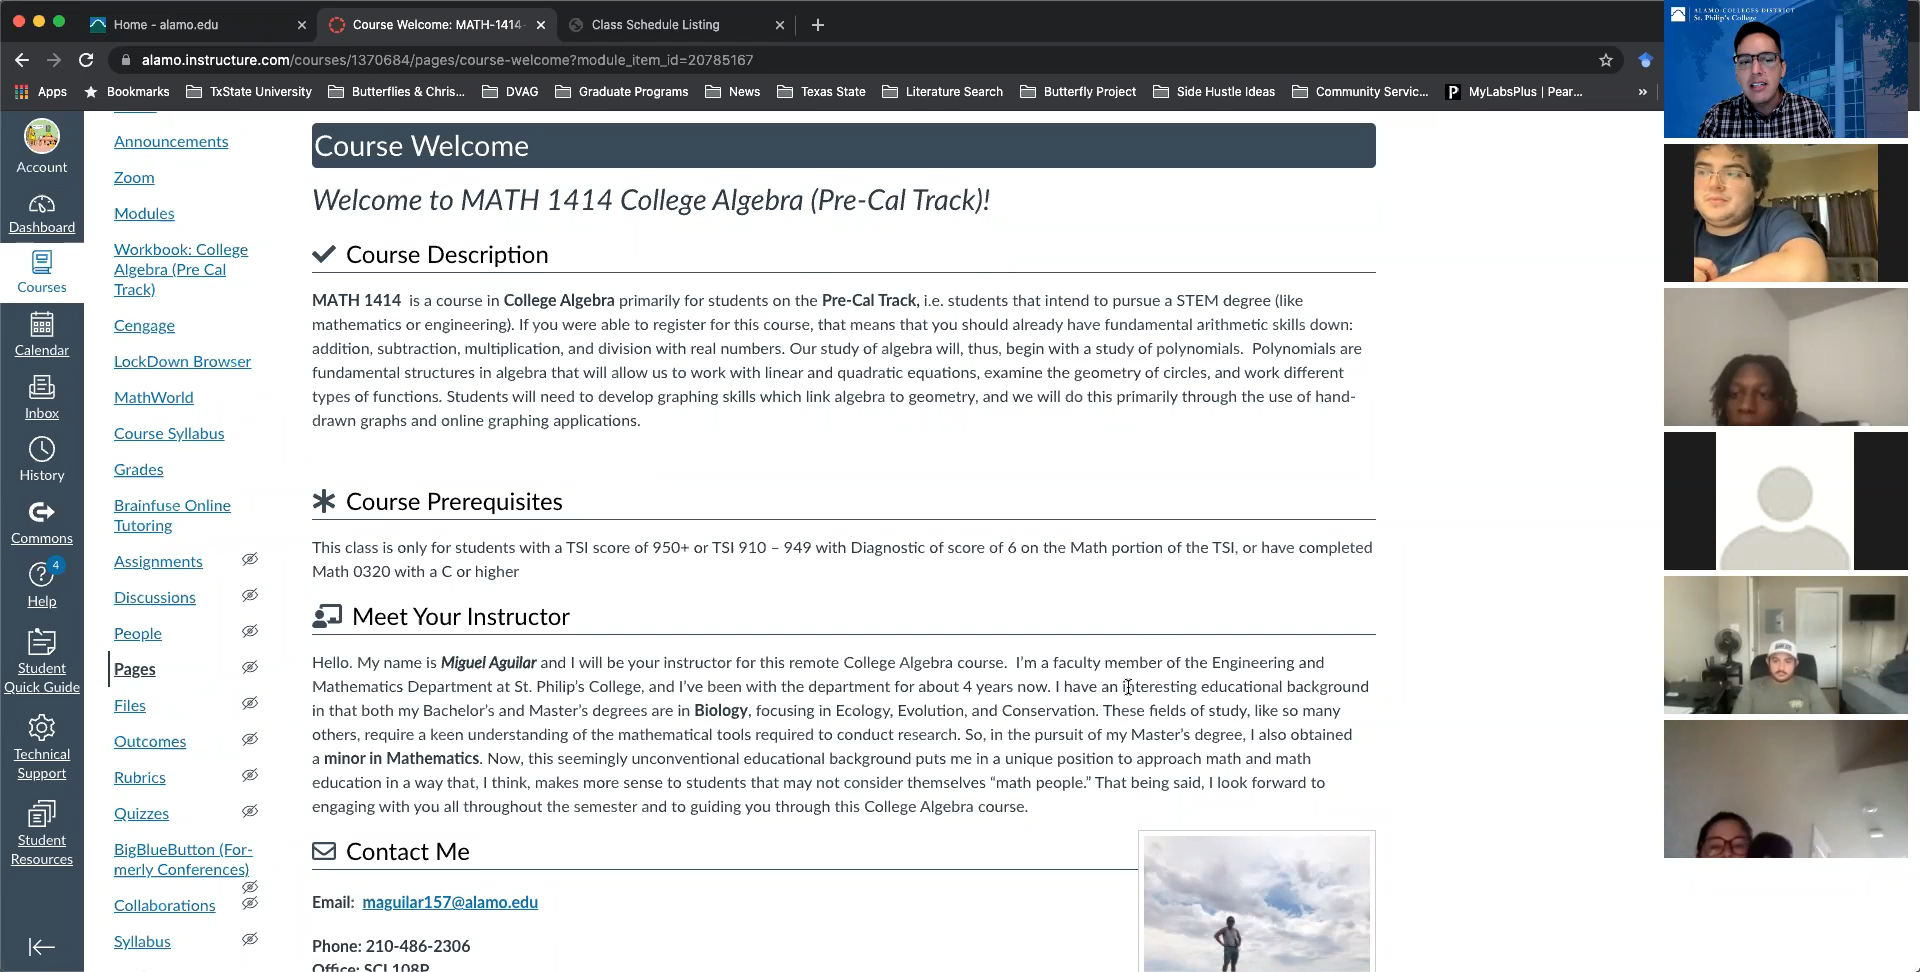 Home - alamo.edu
Course Welcome: MATH-1414-
Class Schedule Listing
alamo.instructure.com/courses/1370684/pages/course-welcome?module_item_id=20785167
Apps
Bookmarks
TxState University
Butterflies & Chris...
DVAG
Graduate Programs
News
Texas State
Literature Search
Butterfly Project
Side Hustle Ideas
Community Servic...
MyLabsPlus | Pear...
»
ALAMO COLLEGES DISTRICT
St. Philip's College
Account
Dashboard
Courses
Calendar
Inbox
History
Commons
4
Help
Student
Quick Guide
Technical
Support
Student
Resources
Announcements
Zoom
Modules
Workbook: College
Algebra (Pre Cal
Track)
Cengage
LockDown Browser
MathWorld
Course Syllabus
Grades
Brainfuse Online
Tutoring
Assignments
Discussions
People
Pages
Files
Outcomes
Rubrics
Quizzes
BigBlueButton (For-
merly Conferences)
Collaborations
Syllabus
Course Welcome
Welcome to MATH 1414 College Algebra (Pre-Cal Track)!
Course Description
MATH 1414 is a course in College Algebra primarily for students on the Pre-Cal Track, i.e. students that intend to pursue a STEM degree (like
mathematics or engineering). If you were able to register for this course, that means that you should already have fundamental arithmetic skills down:
addition, subtraction, multiplication, and division with real numbers. Our study of algebra will, thus, begin with a study of polynomials. Polynomials are
fundamental structures in algebra that will allow us to work with linear and quadratic equations, examine the geometry of circles, and work different
types of functions. Students will need to develop graphing skills which link algebra to geometry, and we will do this primarily through the use of hand-
drawn graphs and online graphing applications.
Course Prerequisites
This class is only for students with a TSI score of 950+ or TSI 910 – 949 with Diagnostic of score of 6 on the Math portion of the TSI, or have completed
Math 0320 with a C or higher
Meet Your Instructor
Hello. My name is Miguel Aguilar and I will be your instructor for this remote College Algebra course. I'm a faculty member of the Engineering and
Mathematics Department at St. Philip's College, and I've been with the department for about 4 years now. I have an interesting educational background
in that both my Bachelor's and Master's degrees are in Biology, focusing in Ecology, Evolution, and Conservation. These fields of study, like so many
others, require a keen understanding of the mathematical tools required to conduct research. So, in the pursuit of my Master's degree, I also obtained
a minor in Mathematics. Now, this seemingly unconventional educational background puts me in a unique position to approach math and math
education in a way that, I think, makes more sense to students that may not consider themselves "math people." That being said, I look forward to
engaging with you all throughout the semester and to guiding you through this College Algebra course.
Contact Me
Email: maguilar157@alamo.edu
Phone: 210-486-2306
Office: SCI 108P